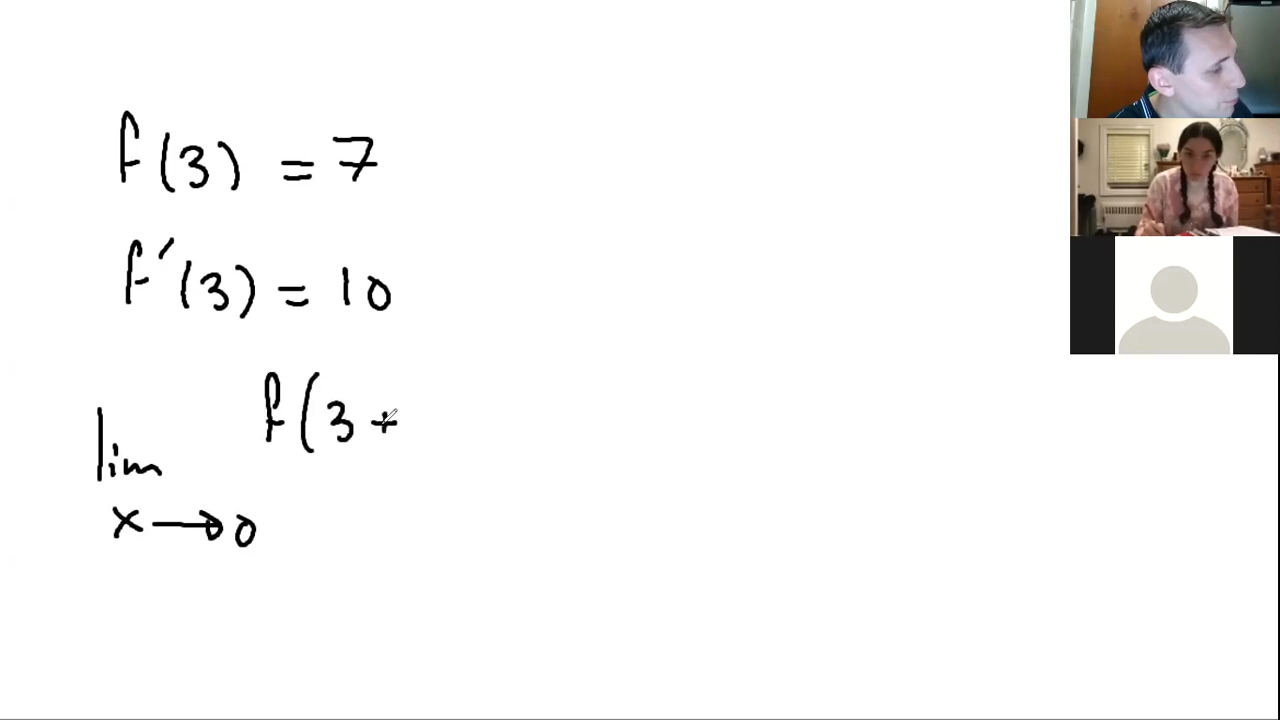 f(3) = 7
f'(3) = 10
lim f(3 +
x → 0